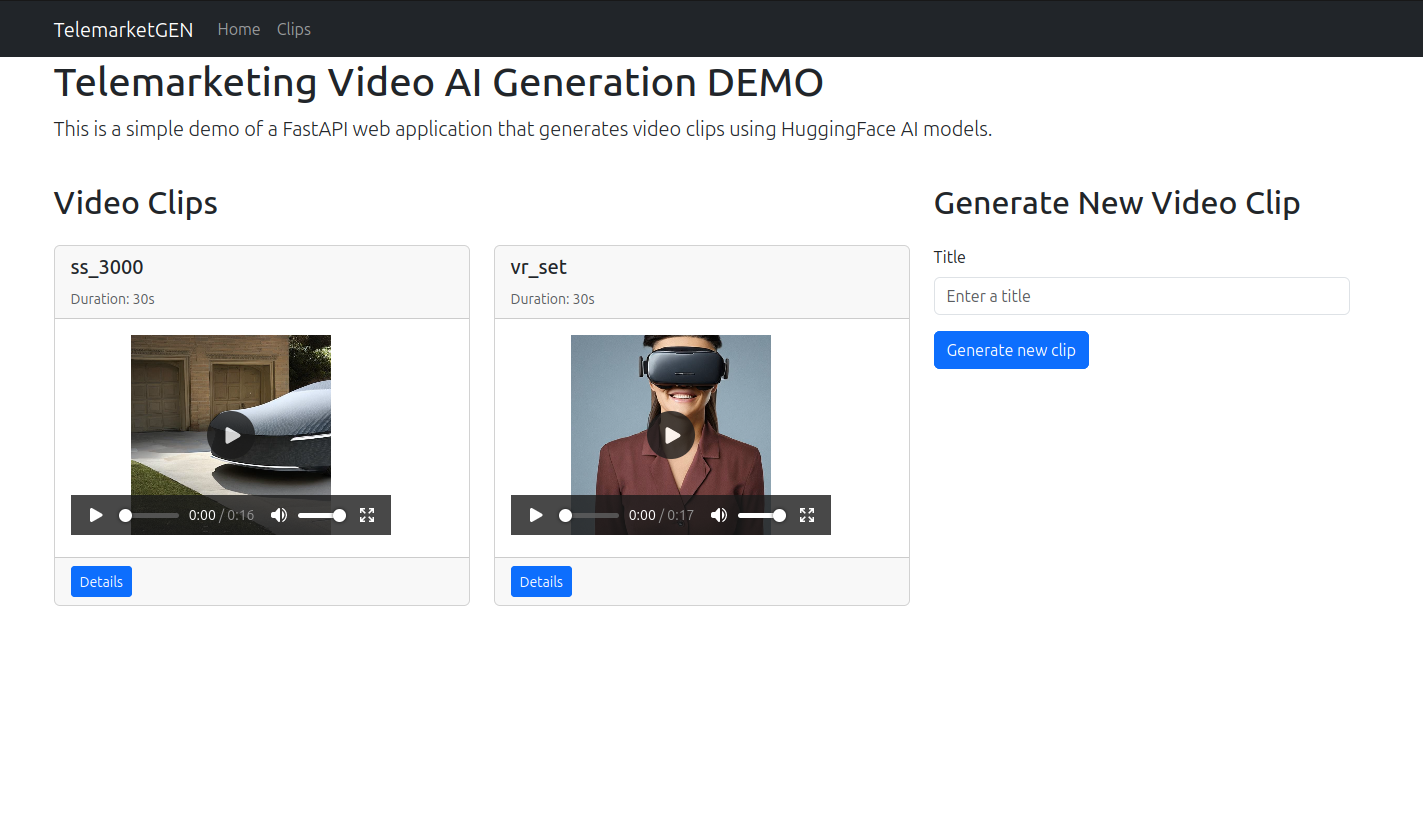 TelemarketGEN Home Clips
Telemarketing Video AI Generation DEMO
This is a simple demo of a FastAPI web application that generates video clips using HuggingFace AI models.
Video Clips
ss_3000
Duration: 30s
0:00 / 0:16
Details
vr_set
Duration: 30s
0:00 / 0:17
Details
Generate New Video Clip
Title
Enter a title
Generate new clip